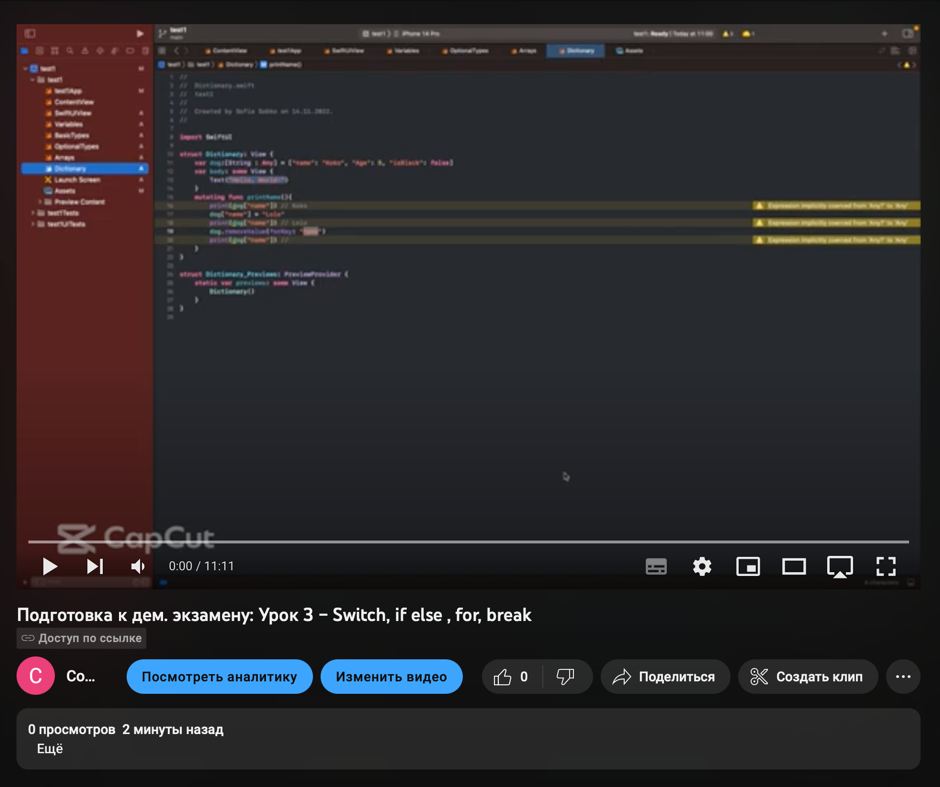 test1
main
test1 › iPhone 14 Pro
test1: Ready | Today at 11:00
ContentView
test1App
SwiftUIView
Variables
OptionalTypes
Arrays
Dictionary
Assets
test1 › test1 › Dictionary › printName()
test1
test1
test1App
ContentView
SwiftUIView
Variables
BasicTypes
OptionalTypes
Arrays
Dictionary
Launch Screen
Assets
Preview Content
test1Tests
test1UITests
//
// Dictionary.swift
// test1
//
// Created by Sofia Sobko on 14.11.2022.
//
import SwiftUI
struct Dictionary: View {
var dog:[String : Any] = ["name": "Koko", "Age": 5, "isBlack": false]
var body: some View {
Text("Hello, World!")
}
mutating func printName(){
print(dog["name"]) // Koko
dog["name"] = "Lolo"
print(dog["name"]) // Lolo
dog.removeValue(forKey: "name")
print(dog["name"]) //
}
}
struct Dictionary_Previews: PreviewProvider {
static var previews: some View {
Dictionary()
}
}
Expression implicitly coerced from 'Any?' to 'Any'
Expression implicitly coerced from 'Any?' to 'Any'
Expression implicitly coerced from 'Any?' to 'Any'
CapCut
0:00 / 11:11
Подготовка к дем. экзамену: Урок 3 – Switch, if else , for, break
Доступ по ссылке
С Со... Посмотреть аналитику Изменить видео 0 Поделиться Создать клип ...
0 просмотров 2 минуты назад
Ещё